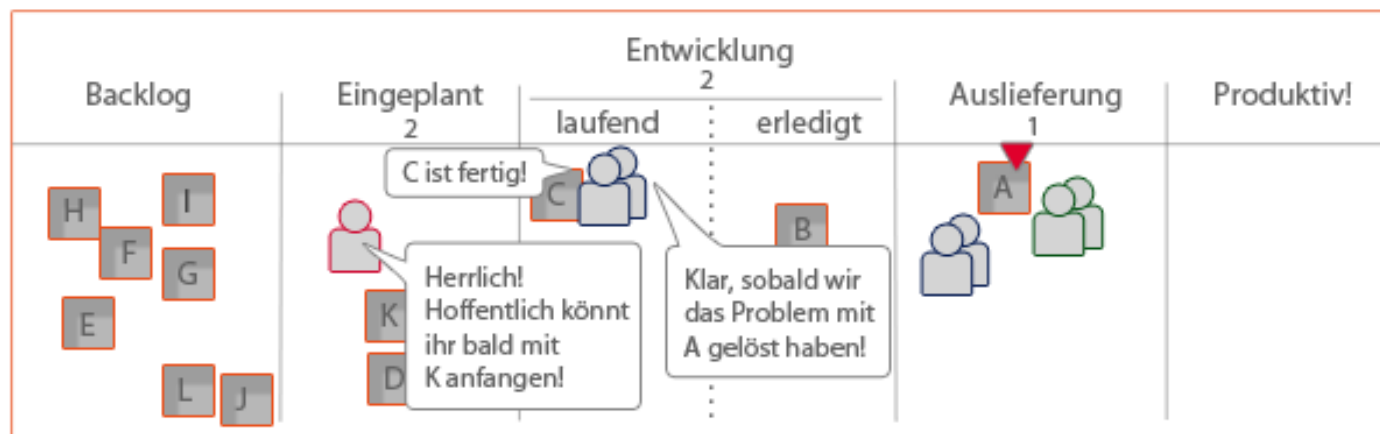 Backlog
Eingeplant
2
Entwicklung
2
laufend
erledigt
Auslieferung
1
Produktiv!
H
I
F
G
E
L
J
C ist fertig!
C
Herrlich!
Hoffentlich könnt
ihr bald mit
K anfangen!
K
D
Klar, sobald wir
das Problem mit
A gelöst haben!
B
A